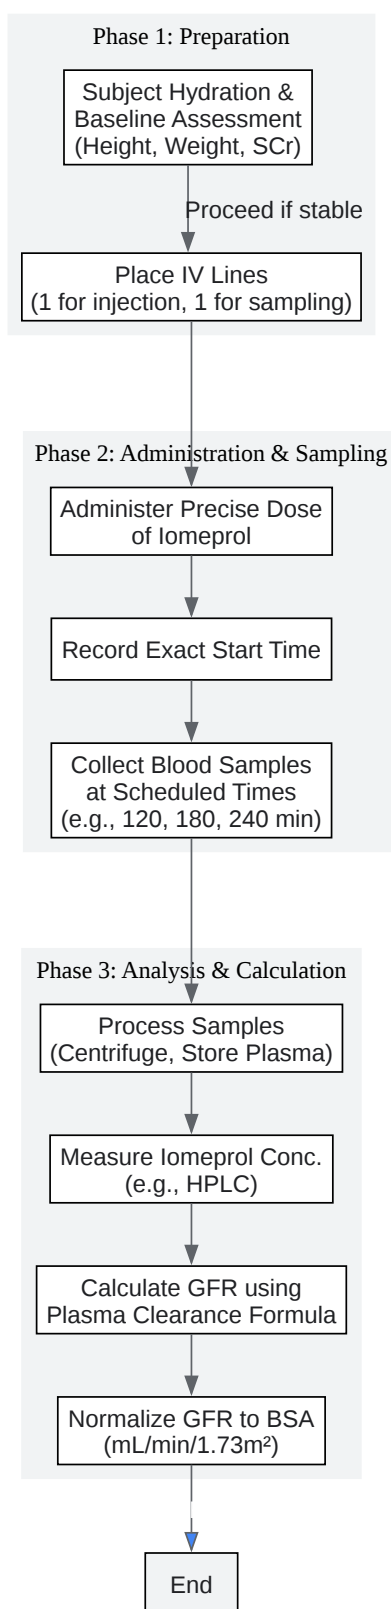 Phase 1: Preparation
Subject Hydration &
Baseline Assessment
(Height, Weight, SCr)
Proceed if stable
Place IV Lines
(1 for injection, 1 for sampling)
Phase 2: Administration & Sampling
Administer Precise Dose
of Iomeprol
Record Exact Start Time
Collect Blood Samples
at Scheduled Times
(e.g., 120, 180, 240 min)
Phase 3: Analysis & Calculation
Process Samples
(Centrifuge, Store Plasma)
Measure Iomeprol Conc.
(e.g., HPLC)
Calculate GFR using
Plasma Clearance Formula
Normalize GFR to BSA
(mL/min/1.73m²)
End